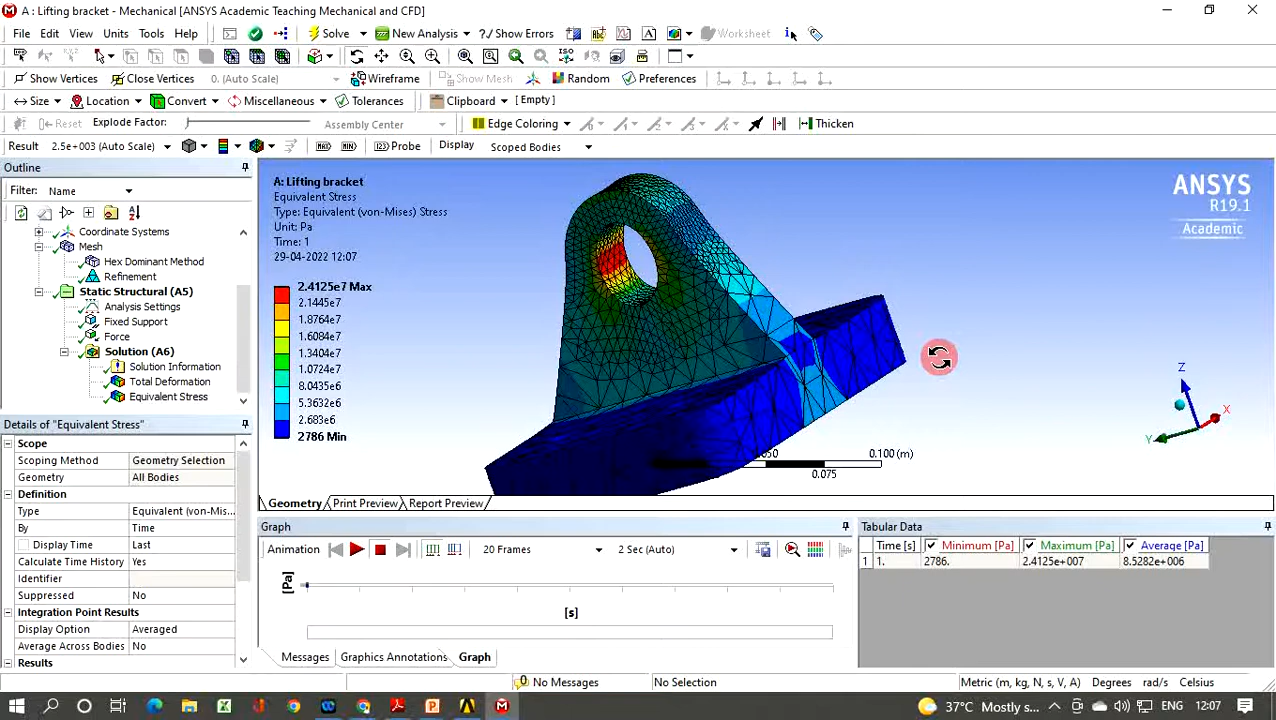 A : Lifting bracket - Mechanical [ANSYS Academic Teaching Mechanical and CFD]
File Edit View Units Tools Help Solve New Analysis ?/ Show Errors Worksheet
Show Vertices Close Vertices 0. (Auto Scale) Wireframe Show Mesh Random Preferences
Size Location Convert Miscellaneous Tolerances Clipboard [ Empty ]
Reset Explode Factor: Assembly Center Edge Coloring Thicken
Result 2.5e+003 (Auto Scale) MAX MIN Probe Display Scoped Bodies
Outline
Filter: Name
Coordinate Systems
Mesh
Hex Dominant Method
Refinement
Static Structural (A5)
Analysis Settings
Fixed Support
Force
Solution (A6)
Solution Information
Total Deformation
Equivalent Stress
Details of "Equivalent Stress"
Scope
Scoping Method Geometry Selection
Geometry All Bodies
Definition
Type Equivalent (von-Mis...
By Time
Display Time Last
Calculate Time History Yes
Identifier
Suppressed No
Integration Point Results
Display Option Averaged
Average Across Bodies No
Results
A: Lifting bracket
Equivalent Stress
Type: Equivalent (von-Mises) Stress
Unit: Pa
Time: 1
29-04-2022 12:07
2.4125e7 Max
2.1445e7
1.8764e7
1.6084e7
1.3404e7
1.0724e7
8.0435e6
5.3632e6
2.683e6
2786 Min
ANSYS
R19.1
Academic
Z
X
Y
0.100 (m)
0.075
Geometry Print Preview Report Preview
Graph
Animation 20 Frames 2 Sec (Auto)
[Pa]
[s]
Messages Graphics Annotations Graph
Tabular Data
Time [s] Minimum [Pa] Maximum [Pa] Average [Pa]
1 1. 2786. 2.4125e+007 8.5282e+006
No Messages No Selection Metric (m, kg, N, s, V, A) Degrees rad/s Celsius
37°C Mostly s... ENG 12:07